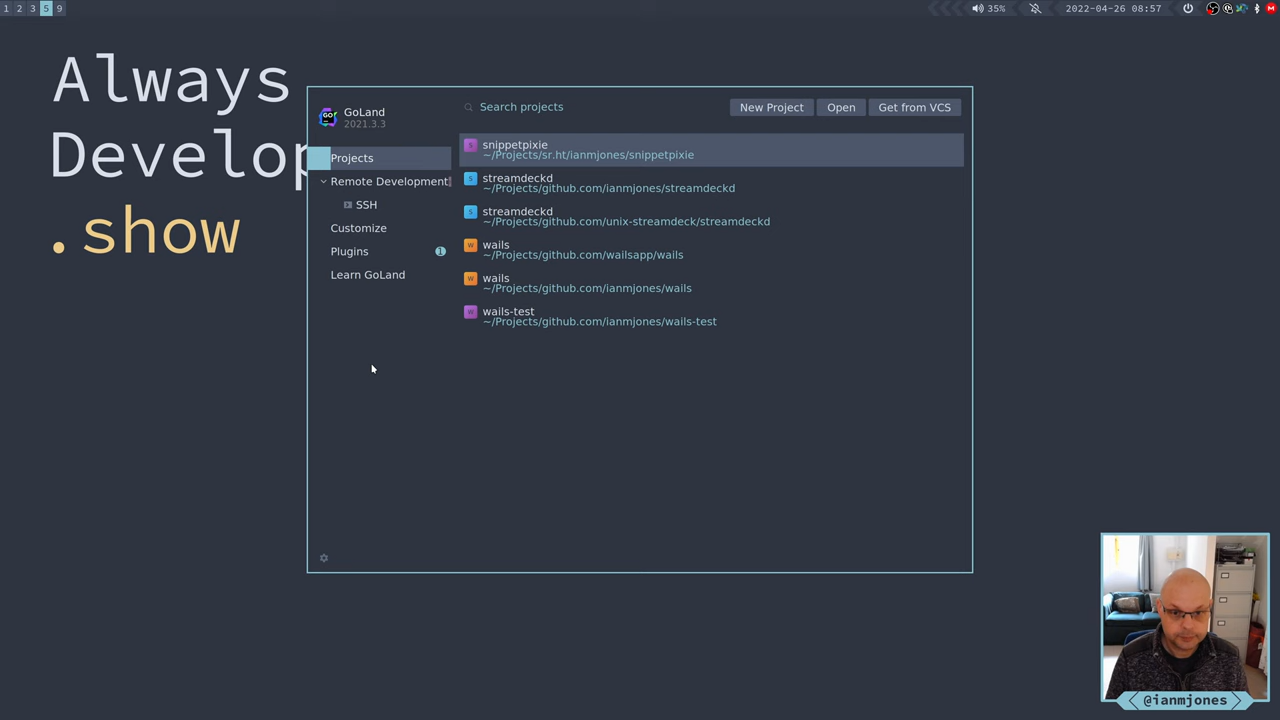 1 2 3 5 9
35%
2022-04-26 08:57
Always
Develop
.show
GoLand
2021.3.3
Projects
Remote Development
SSH
Customize
Plugins 1
Learn GoLand
Search projects
New Project
Open
Get from VCS
snippetpixie
~/Projects/sr.ht/ianmjones/snippetpixie
streamdeckd
~/Projects/github.com/ianmjones/streamdeckd
streamdeckd
~/Projects/github.com/unix-streamdeck/streamdeckd
wails
~/Projects/github.com/wailsapp/wails
wails
~/Projects/github.com/ianmjones/wails
wails-test
~/Projects/github.com/ianmjones/wails-test
@ianmjones